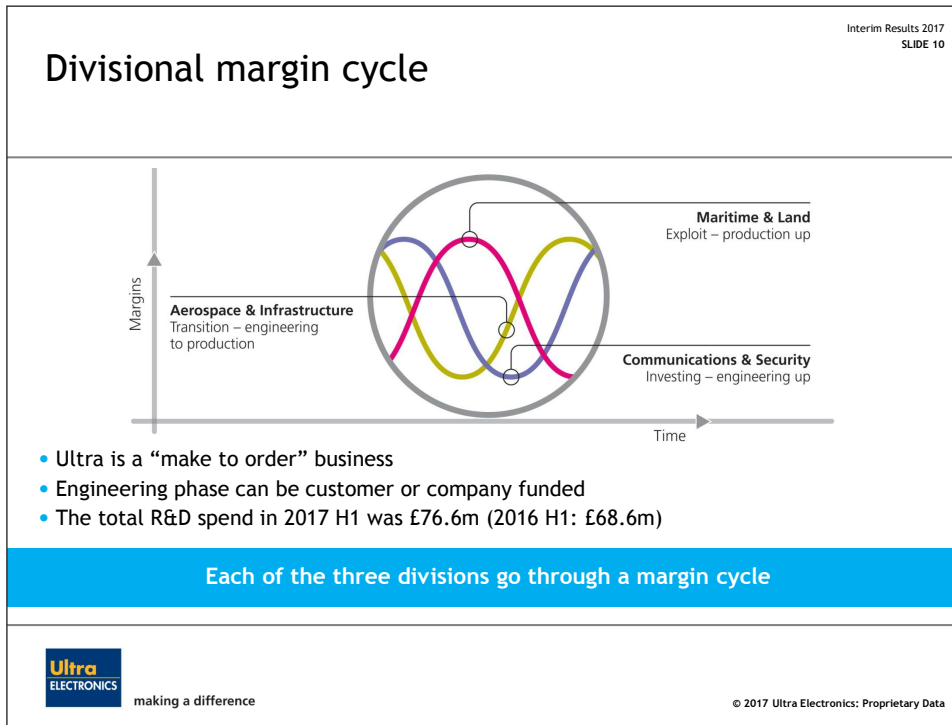 Interim Results 2017
SLIDE 10
Divisional margin cycle
Margins
Maritime & Land
Exploit – production up
Aerospace & Infrastructure
Transition – engineering
to production
Communications & Security
Investing – engineering up
Time
• Ultra is a “make to order” business
• Engineering phase can be customer or company funded
• The total R&D spend in 2017 H1 was £76.6m (2016 H1: £68.6m)
Each of the three divisions go through a margin cycle
Ultra
ELECTRONICS
making a difference
© 2017 Ultra Electronics: Proprietary Data